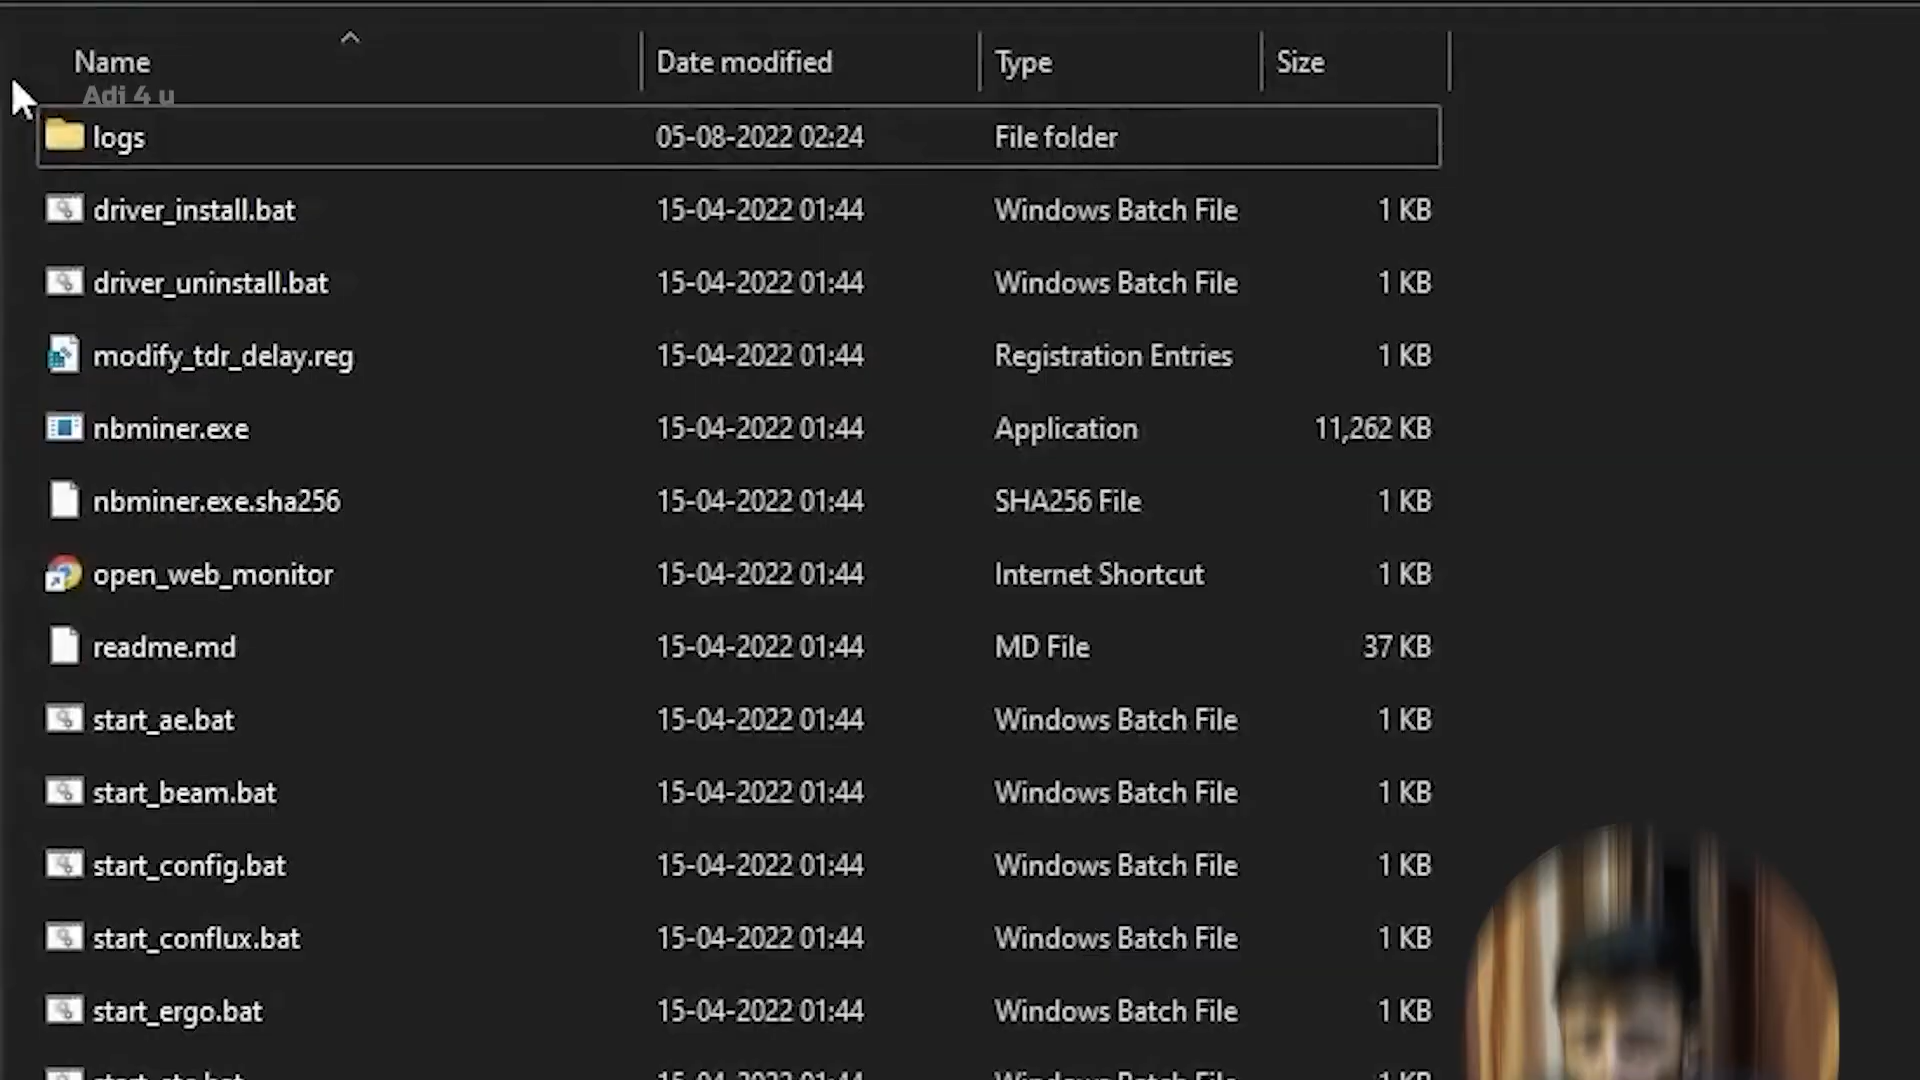 Name Date modified Type Size
Adi 4 u
logs 05-08-2022 02:24 File folder
driver_install.bat 15-04-2022 01:44 Windows Batch File 1 KB
driver_uninstall.bat 15-04-2022 01:44 Windows Batch File 1 KB
modify_tdr_delay.reg 15-04-2022 01:44 Registration Entries 1 KB
nbminer.exe 15-04-2022 01:44 Application 11,262 KB
nbminer.exe.sha256 15-04-2022 01:44 SHA256 File 1 KB
open_web_monitor 15-04-2022 01:44 Internet Shortcut 1 KB
readme.md 15-04-2022 01:44 MD File 37 KB
start_ae.bat 15-04-2022 01:44 Windows Batch File 1 KB
start_beam.bat 15-04-2022 01:44 Windows Batch File 1 KB
start_config.bat 15-04-2022 01:44 Windows Batch File 1 KB
start_conflux.bat 15-04-2022 01:44 Windows Batch File 1 KB
start_ergo.bat 15-04-2022 01:44 Windows Batch File 1 KB